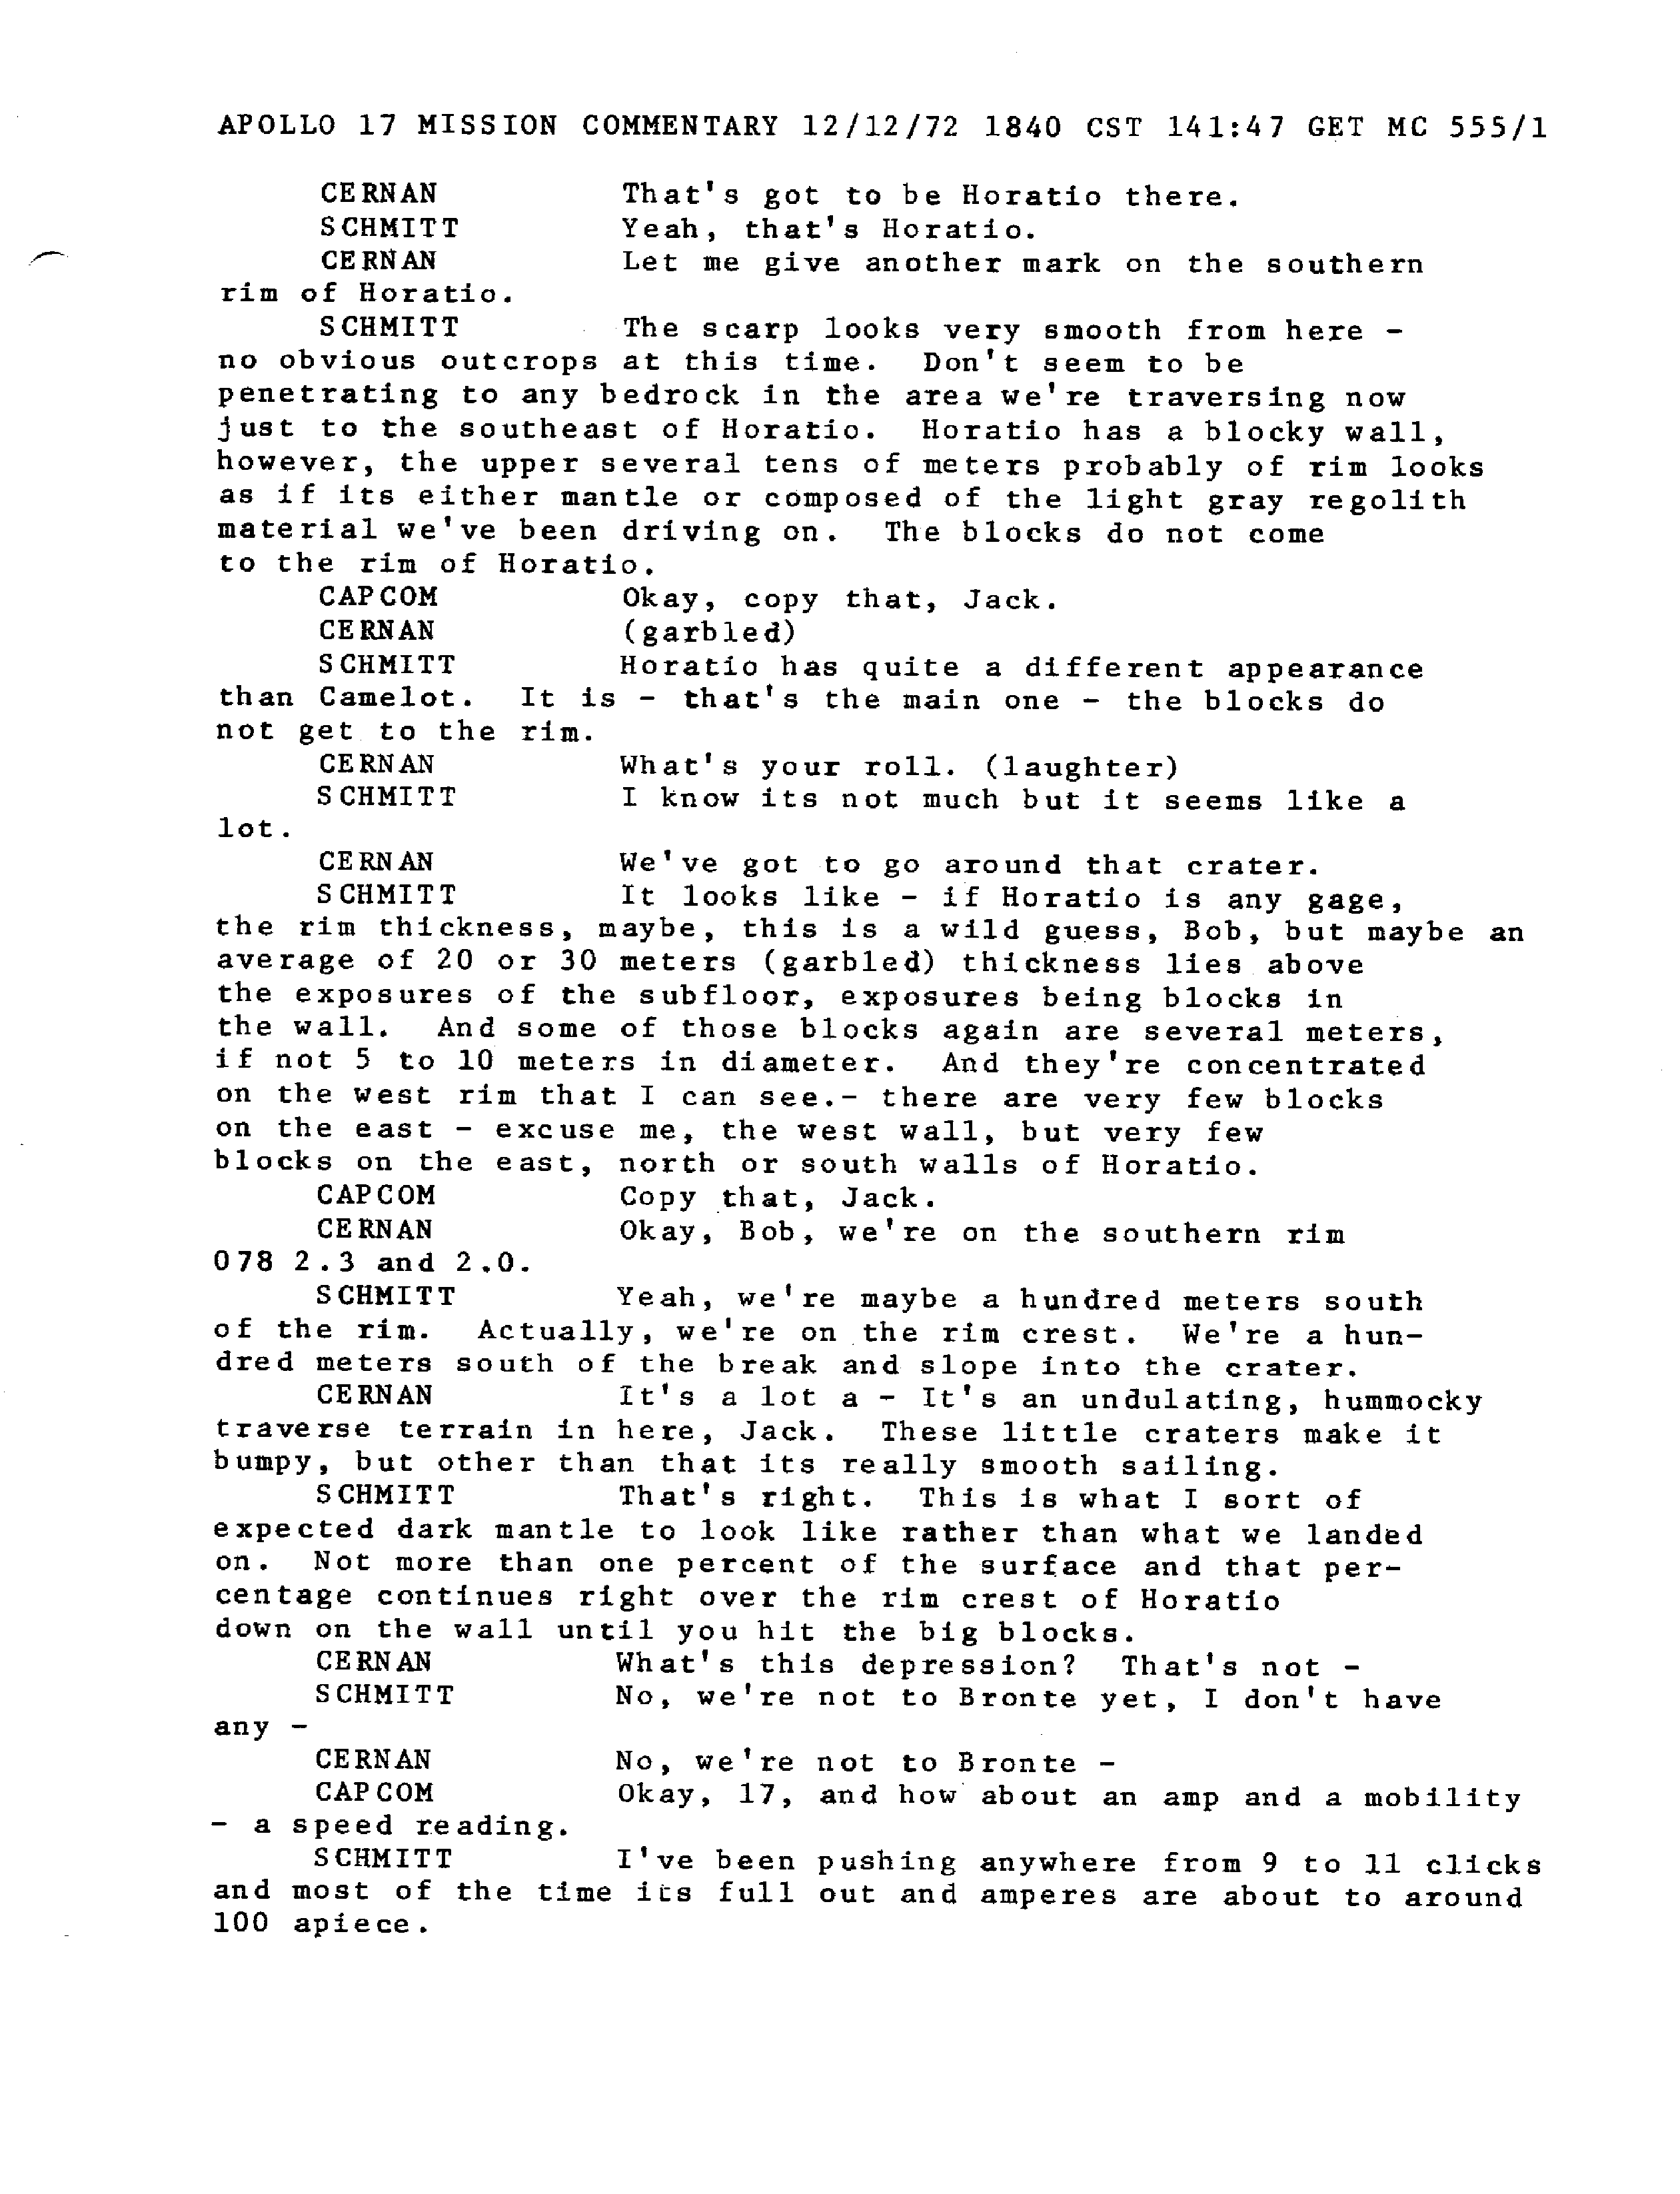 APOLLO 17 MISSION COMMENTARY 12/12/72 1840 CST 141:47 GET MC 555/1
CERNAN That's got to be Horatio there.
SCHMITT Yeah, that's Horatio.
CERNAN Let me give another mark on the southern
rim of Horatio.
SCHMITT The scarp looks very smooth from here -
no obvious outcrops at this time. Don't seem to be
penetrating to any bedrock in the area we're traversing now
just to the southeast of Horatio. Horatio has a blocky wall,
however, the upper several tens of meters probably of rim looks
as if its either mantle or composed of the light gray regolith
material we've been driving on. The blocks do not come
to the rim of Horatio.
CAPCOM Okay, copy that, Jack.
CERNAN (garbled)
SCHMITT Horatio has quite a different appearance
than Camelot. It is - that's the main one - the blocks do
not get to the rim.
CERNAN What's your roll. (laughter)
SCHMITT I know its not much but it seems like a
lot.
CERNAN We've got to go around that crater.
SCHMITT It looks like - if Horatio is any gage,
the rim thickness, maybe, this is a wild guess, Bob, but maybe an
average of 20 or 30 meters (garbled) thickness lies above
the exposures of the subfloor, exposures being blocks in
the wall. And some of those blocks again are several meters,
if not 5 to 10 meters in diameter. And they're concentrated
on the west rim that I can see.- there are very few blocks
on the east - excuse me, the west wall, but very few
blocks on the east, north or south walls of Horatio.
CAPCOM Copy that, Jack.
CERNAN Okay, Bob, we're on the southern rim
078 2.3 and 2.0.
SCHMITT Yeah, we're maybe a hundred meters south
of the rim. Actually, we're on the rim crest. We're a hun-
dred meters south of the break and slope into the crater.
CERNAN It's a lot a - It's an undulating, hummocky
traverse terrain in here, Jack. These little craters make it
bumpy, but other than that its really smooth sailing.
SCHMITT That's right. This is what I sort of
expected dark mantle to look like rather than what we landed
on. Not more than one percent of the surface and that per-
centage continues right over the rim crest of Horatio
down on the wall until you hit the big blocks.
CERNAN What's this depression? That's not -
SCHMITT No, we're not to Bronte yet, I don't have
any -
CERNAN No, we're not to Bronte -
CAPCOM Okay, 17, and how about an amp and a mobility
- a speed reading.
SCHMITT I've been pushing anywhere from 9 to 11 clicks
and most of the time its full out and amperes are about to around
100 apiece.